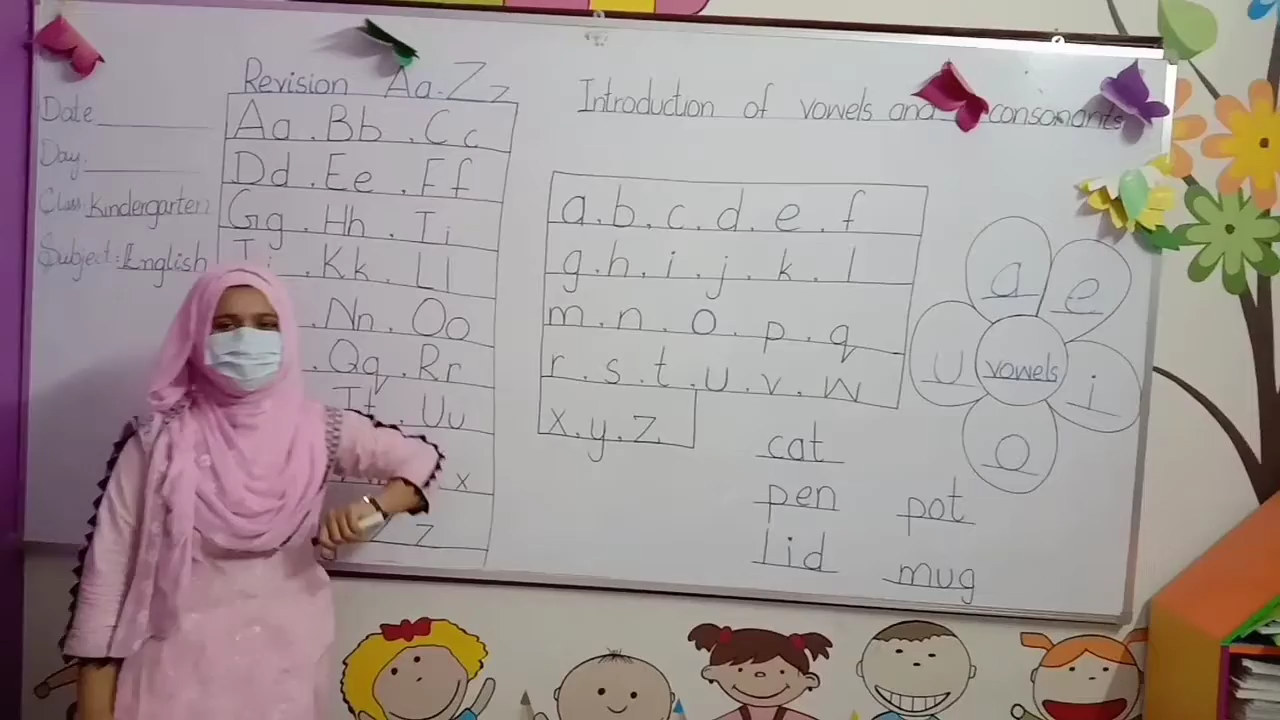 Date
Day
Class: Kindergarten
Subject: English
Revision Aa-Zz
Aa . Bb . Cc
Dd . Ee . Ff
Gg . Hh . Ii
. Kk . Ll
. Nn . Oo
. Qq . Rr
Tt . Uu
x
z
Introduction of vowels and consonants
a . b . c . d . e . f
g . h . i . j . k . l
m . n . o . p . q
r . s . t . u . v . w
x . y . z
a
e
u
vowels
i
o
cat
pen
pot
Lid
mug